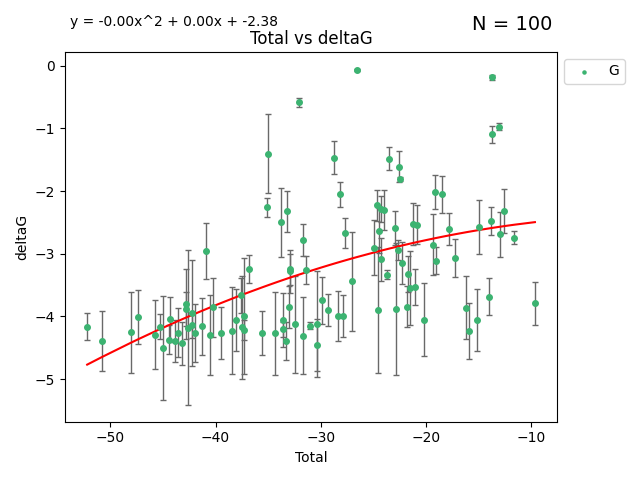 y = -0.00x^2 + 0.00x + -2.38
N = 100
Total vs deltaG
G
0
−1
−2
−3
−4
−5
deltaG
−50
−40
−30
−20
−10
Total